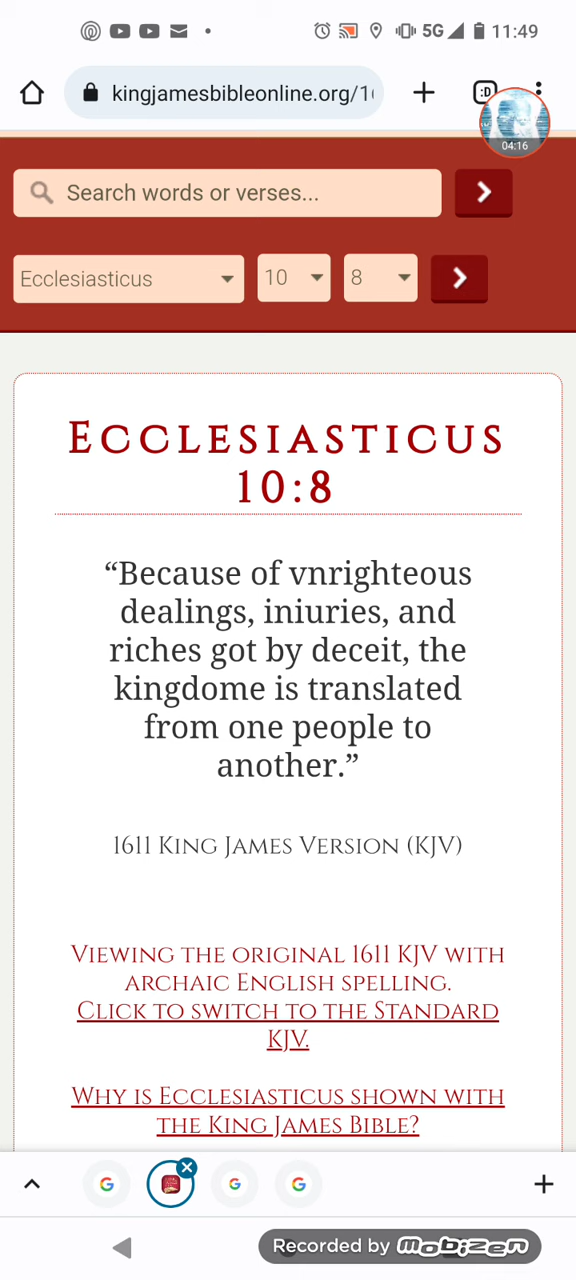 5G 11:49
kingjamesbibleonline.org/1
:D
04:16
Search words or verses...
Ecclesiasticus 10 8
Ecclesiasticus
10:8
“Because of vnrighteous
dealings, iniuries, and
riches got by deceit, the
kingdome is translated
from one people to
another.”
1611 King James Version (KJV)
Viewing the original 1611 KJV with
archaic English spelling.
Click to switch to the Standard
KJV.
Why is Ecclesiasticus shown with
the King James Bible?
Recorded by mobizen